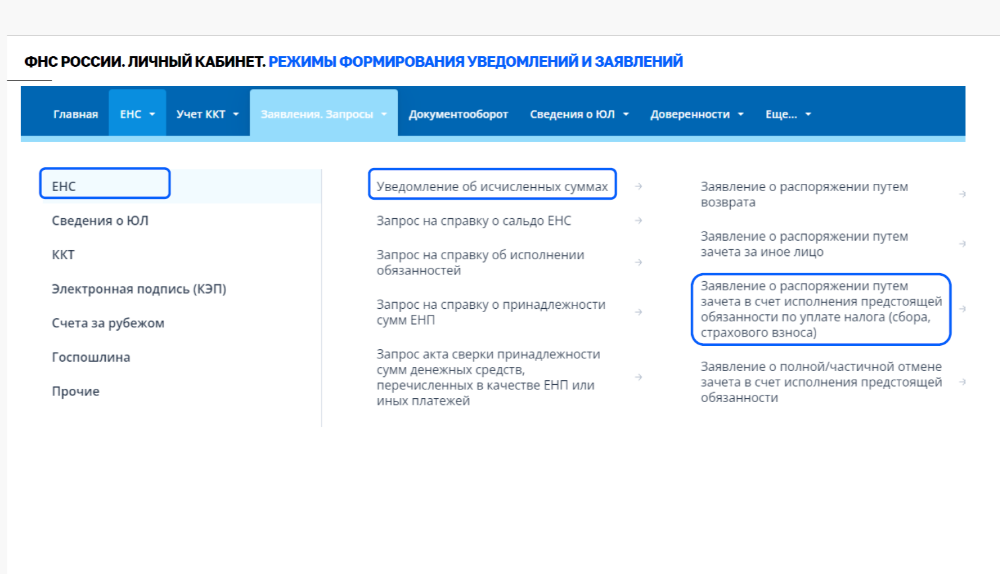 ФНС РОССИИ. ЛИЧНЫЙ КАБИНЕТ. РЕЖИМЫ ФОРМИРОВАНИЯ УВЕДОМЛЕНИЙ И ЗАЯВЛЕНИЙ
Главная ЕНС Учет ККТ Заявления. Запросы Документооборот Сведения о ЮЛ Доверенности Еще...
ЕНС
Сведения о ЮЛ
ККТ
Электронная подпись (КЭП)
Счета за рубежом
Госпошлина
Прочие
Уведомление об исчисленных суммах
Запрос на справку о сальдо ЕНС
Запрос на справку об исполнении
обязанностей
Запрос на справку о принадлежности
сумм ЕНП
Запрос акта сверки принадлежности
сумм денежных средств,
перечисленных в качестве ЕНП или
иных платежей
Заявление о распоряжении путем
возврата
Заявление о распоряжении путем
зачета за иное лицо
Заявление о распоряжении путем
зачета в счет исполнения предстоящей
обязанности по уплате налога (сбора,
страхового взноса)
Заявление о полной/частичной отмене
зачета в счет исполнения предстоящей
обязанности